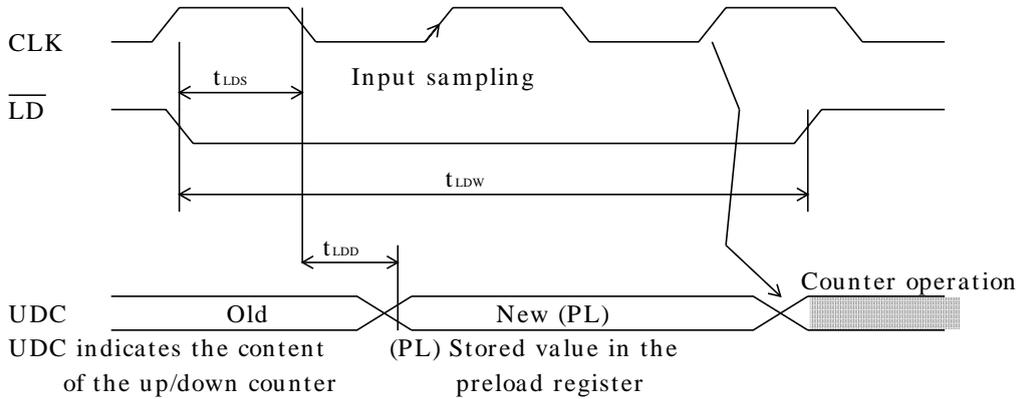 CLK
Input sampling
tLDS
LD
tLDW
tLDD
Counter operation
UDC
Old
New (PL)
UDC indicates the content
of the up/down counter
(PL) Stored value in the
preload register